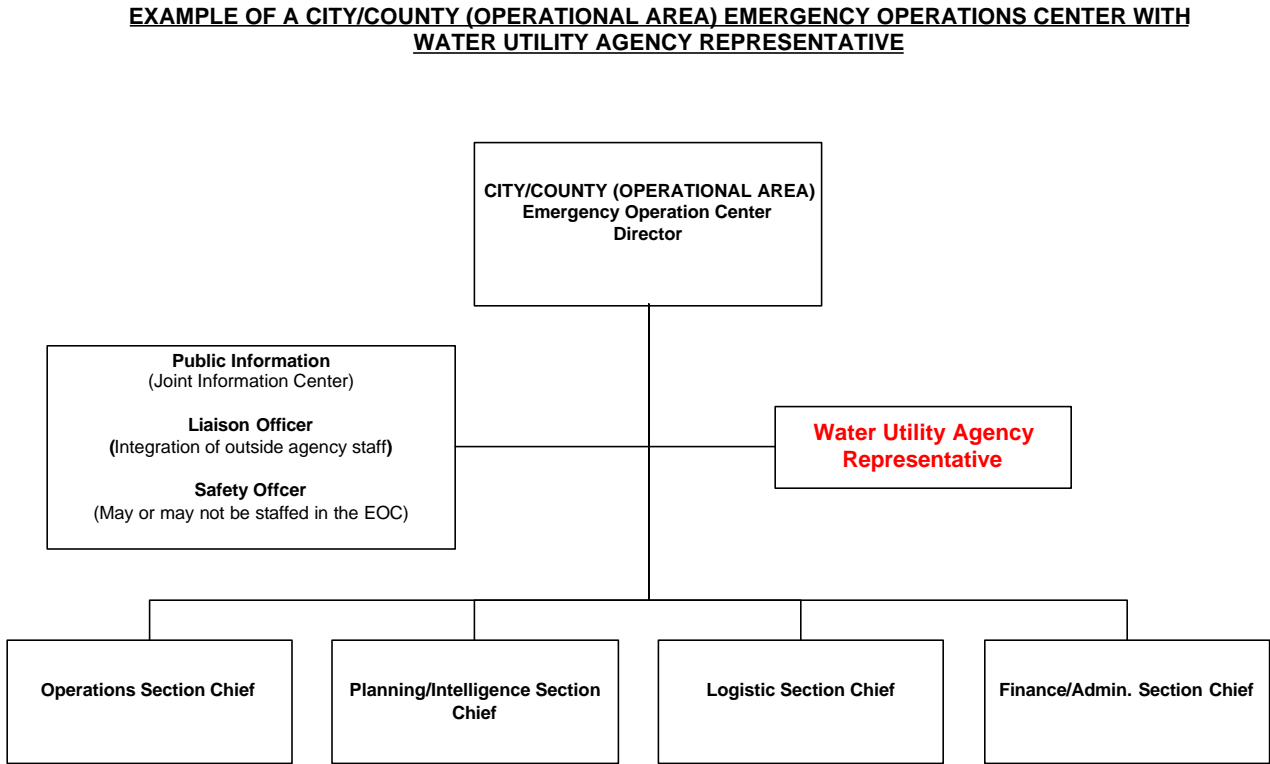 EXAMPLE OF A CITY/COUNTY (OPERATIONAL AREA) EMERGENCY OPERATIONS CENTER WITH
WATER UTILITY AGENCY REPRESENTATIVE
CITY/COUNTY (OPERATIONAL AREA)
Emergency Operation Center
Director
Public Information
(Joint Information Center)
Liaison Officer
(Integration of outside agency staff)
Safety Offcer
(May or may not be staffed in the EOC)
Water Utility Agency
Representative
Operations Section Chief
Planning/Intelligence Section
Chief
Logistic Section Chief
Finance/Admin. Section Chief